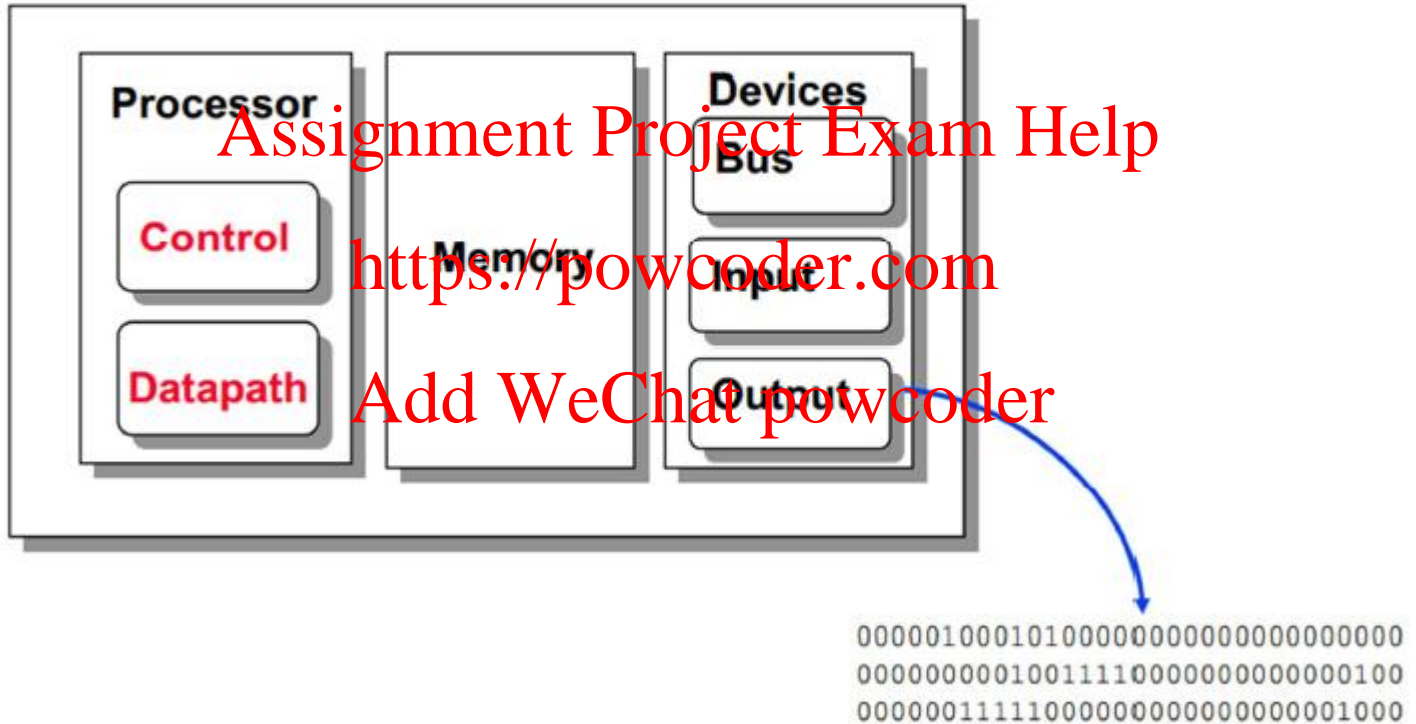 Processor
Devices
Assignment Project Exam Help
Bus
Control
Memory
https://powcoder.com
Input
Datapath
Add WeChat powcoder
Output
00000100010100000000000000000000
00000000010011110000000000000100
00000011111000000000000000001000